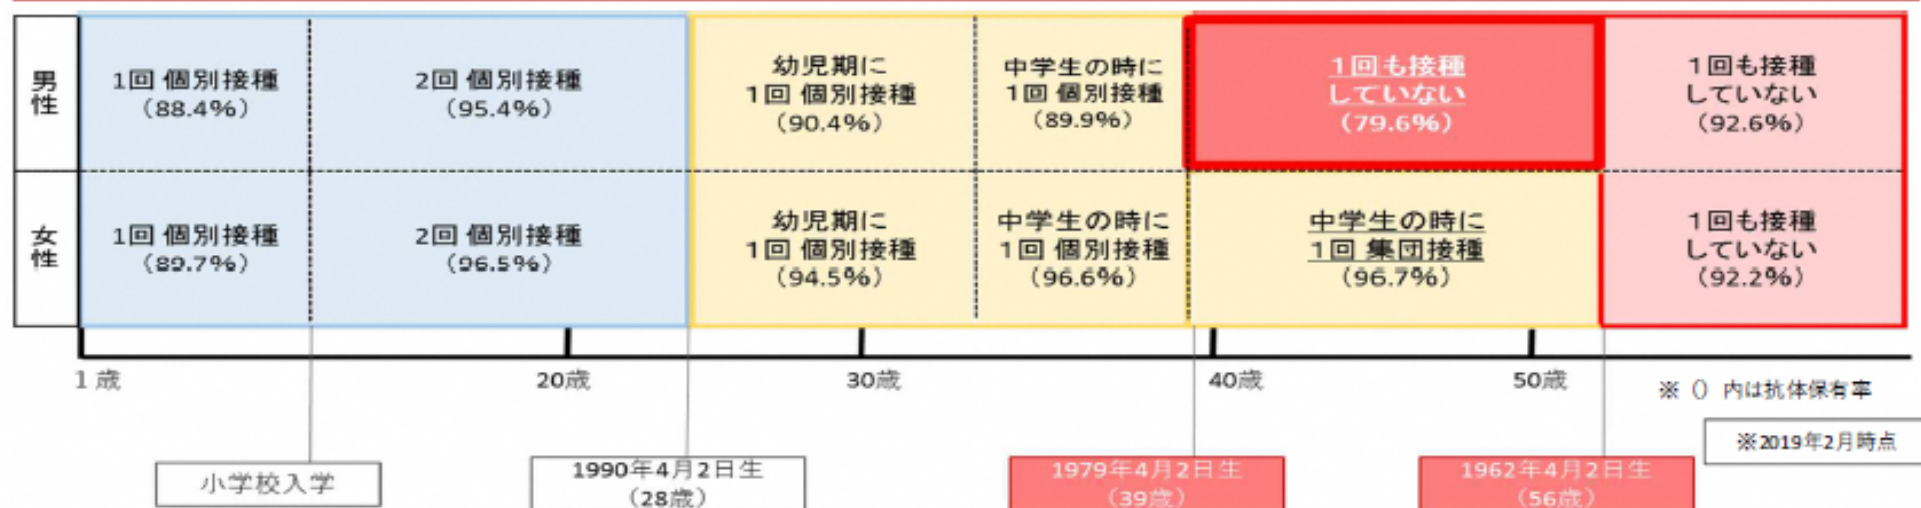 男性
1回 個別接種
(88.4%)
2回 個別接種
(95.4%)
幼児期に
1回 個別接種
(90.4%)
中学生の時に
1回 個別接種
(89.9%)
1回も接種
していない
(79.6%)
1回も接種
していない
(92.6%)
女性
1回 個別接種
(89.7%)
2回 個別接種
(96.5%)
幼児期に
1回 個別接種
(94.5%)
中学生の時に
1回 個別接種
(96.6%)
中学生の時に
1回 集団接種
(96.7%)
1回も接種
していない
(92.2%)
1歳
20歳
30歳
40歳
50歳
※()内は抗体保有率
※2019年2月時点
小学校入学
1990年4月2日生
(28歳)
1979年4月2日生
(39歳)
1962年4月2日生
(56歳)